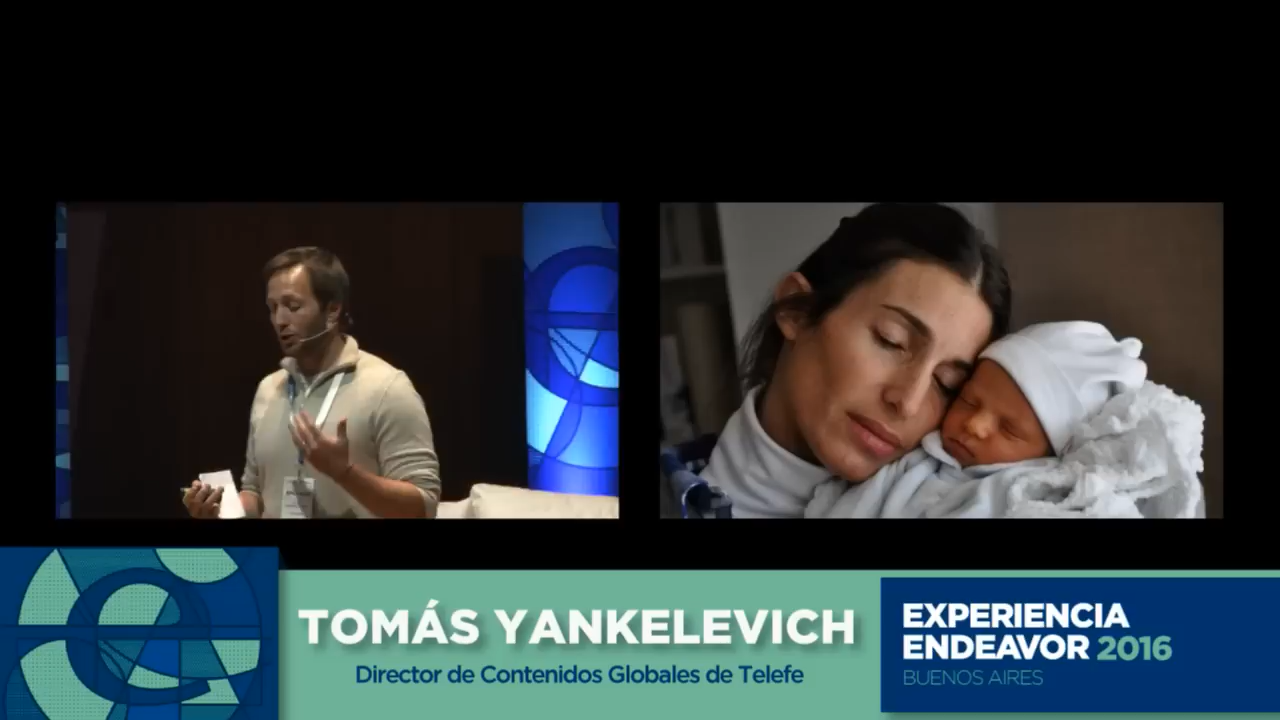 TOMÁS YANKELEVICH
Director de Contenidos Globales de Telefe
EXPERIENCIA
ENDEAVOR 2016
BUENOS AIRES